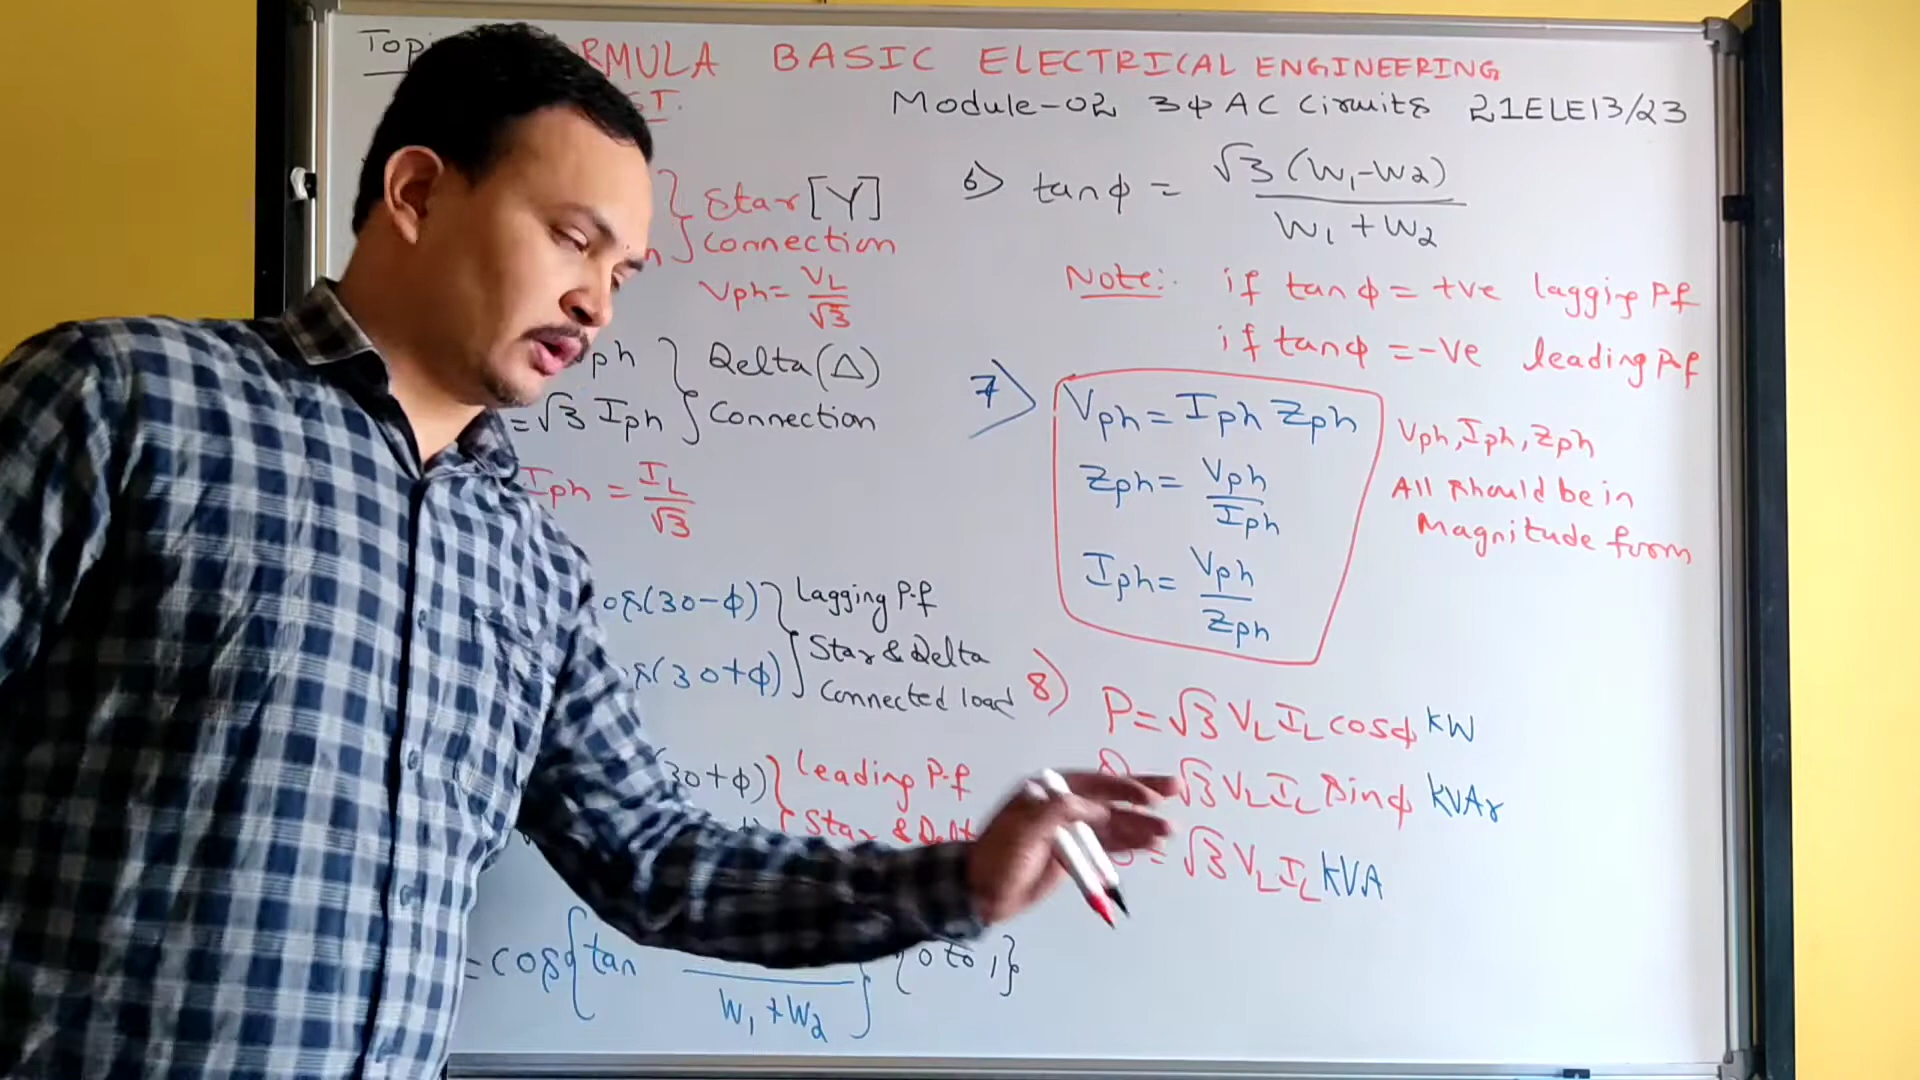 BASIC ELECTRICAL ENGINEERING
Module-02 3φ AC Circuits 21ELE13/23
Star [Y]
Connection
Vph = VL/√3
ph } Delta (Δ)
= √3 Iph } Connection
Iph = IL/√3
os(30-φ) } Lagging P.f
Star & Delta
s(30+φ) } Connected load
30+φ) } leading P.f
Star & Delt
= cos{tan
W1+W2 } {0 to 1}
6) tanφ = √3 (W1-W2)
W1 + W2
Note:- if tanφ = +ve lagging Pf
if tanφ = -ve leading Pf
7) Vph = Iph Zph
Zph = Vph/Iph
Iph = Vph/Zph
Vph, Iph, Zph
All should be in
Magnitude form
8) P = √3 VL IL cosφ kW
√3 VL IL sinφ kVAr
= √3 VL IL kVA